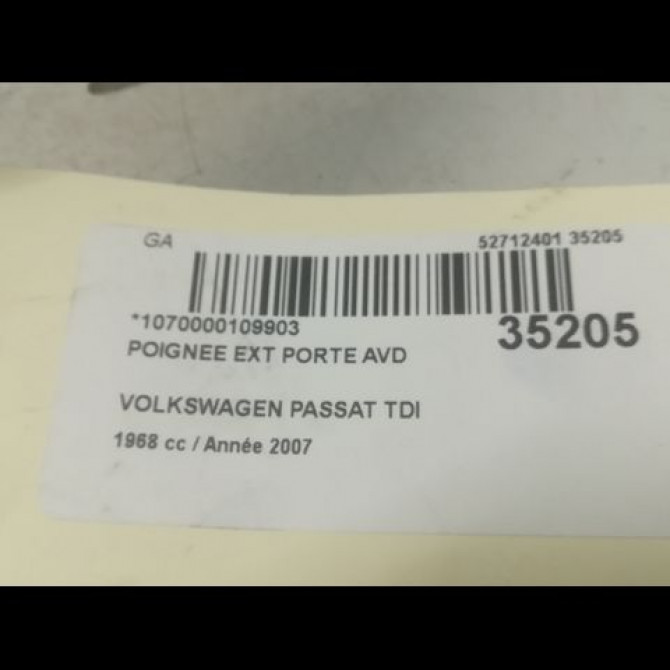 GA 52712401 35205
*1070000109903 35205
POIGNEE EXT PORTE AVD
VOLKSWAGEN PASSAT TDI
1968 cc / Année 2007